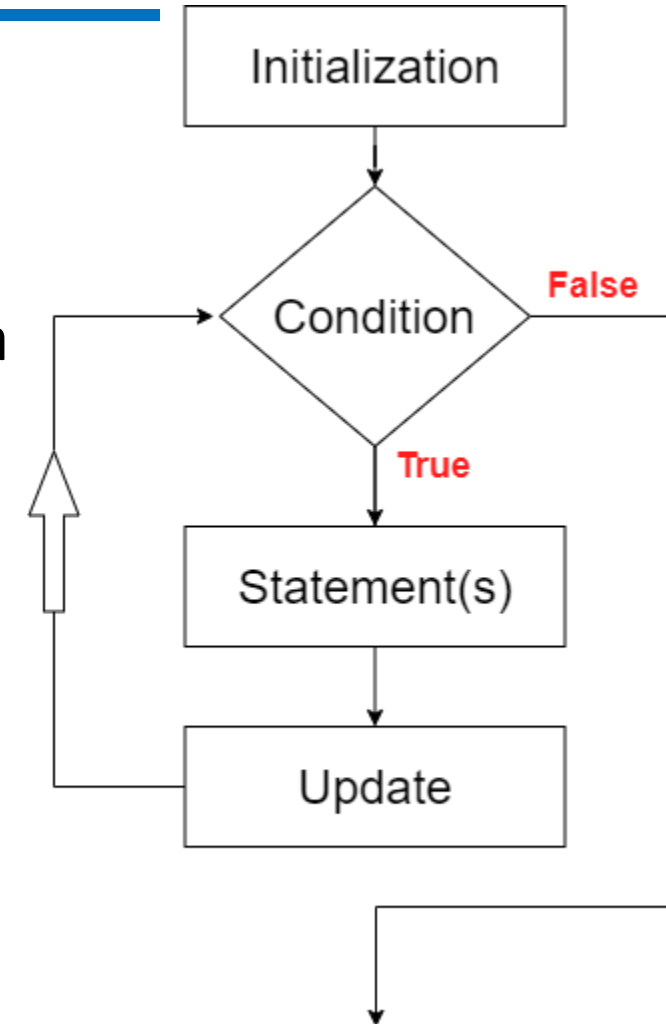 Initialization
Condition
False
True
Statement(s)
Update